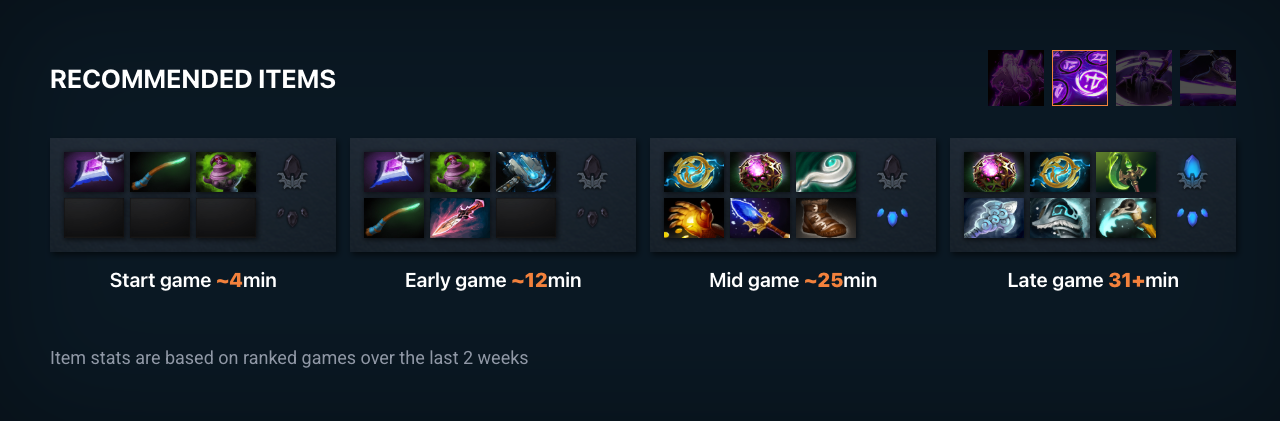 RECOMMENDED ITEMS
Start game ~4min
Early game ~12min
Mid game ~25min
Late game 31+min
Item stats are based on ranked games over the last 2 weeks